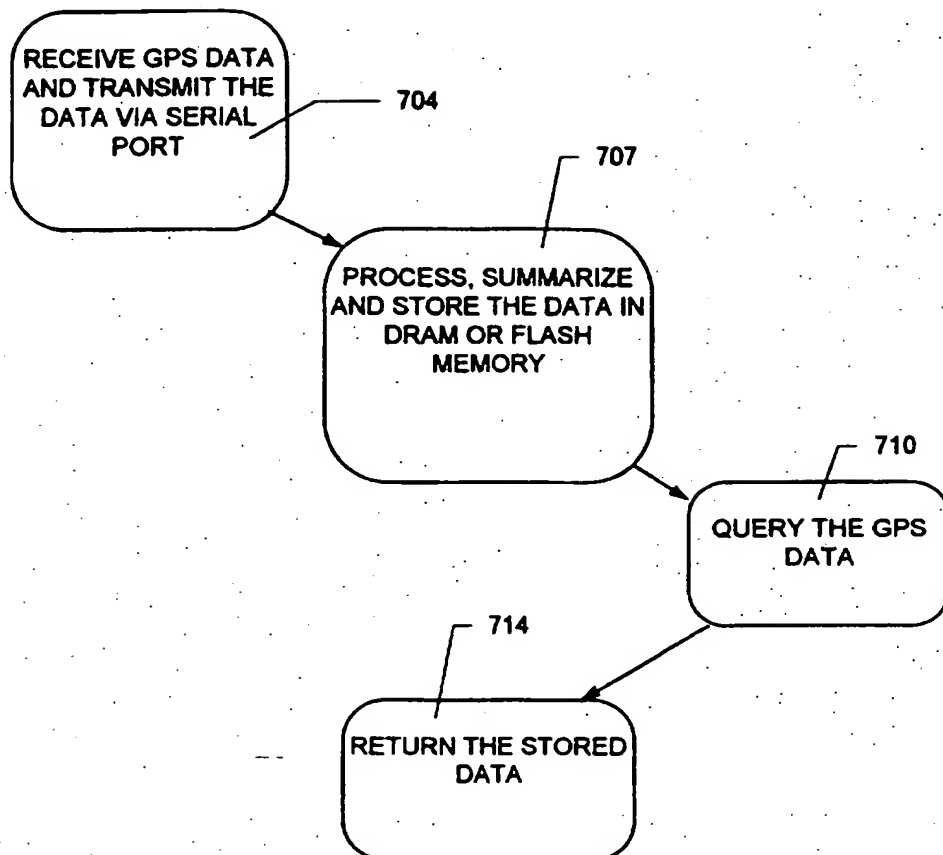 RECEIVE GPS DATA
AND TRANSMIT THE
DATA VIA SERIAL
PORT
704
707
PROCESS, SUMMARIZE
AND STORE THE DATA IN
DRAM OR FLASH
MEMORY
710
QUERY THE GPS
DATA
714
RETURN THE STORED
DATA